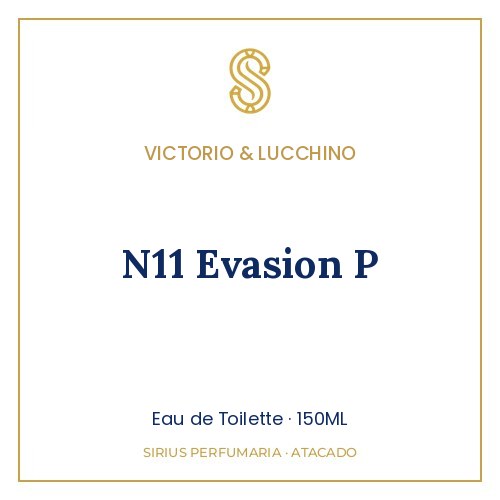 VICTORIO & LUCCHINO
N11 Evasion P
Eau de Toilette · 150ML
SIRIUS PERFUMARIA · ATACADO